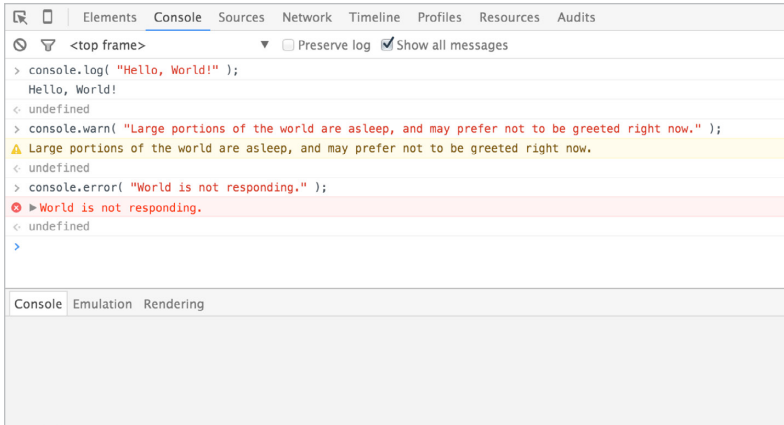 Elements Console Sources Network Timeline Profiles Resources Audits
<top frame> ▼ Preserve log Show all messages
> console.log( "Hello, World!" );
Hello, World!
<· undefined
> console.warn( "Large portions of the world are asleep, and may prefer not to be greeted right now." );
Large portions of the world are asleep, and may prefer not to be greeted right now.
<· undefined
> console.error( "World is not responding." );
▶World is not responding.
<· undefined
>
Console Emulation Rendering